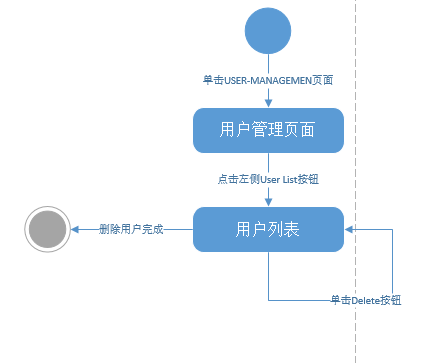 单击USER-MANAGEMEN页面
用户管理页面
点击左侧User List按钮
用户列表
删除用户完成
单击Delete按钮